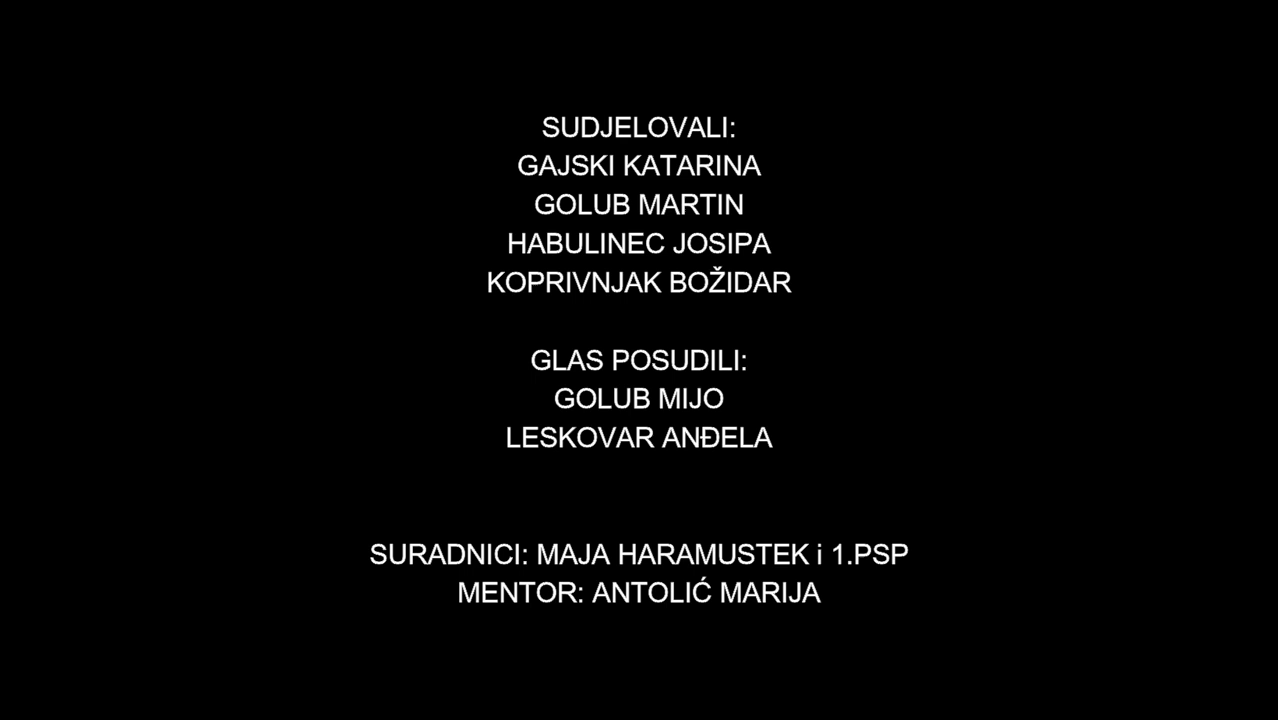 SUDJELOVALI:
GAJSKI KATARINA
GOLUB MARTIN
HABULINEC JOSIPA
KOPRIVNJAK BOŽIDAR
GLAS POSUDILI:
GOLUB MIJO
LESKOVAR ANĐELA
SURADNICI: MAJA HARAMUSTEK i 1.PSP
MENTOR: ANTOLIĆ MARIJA